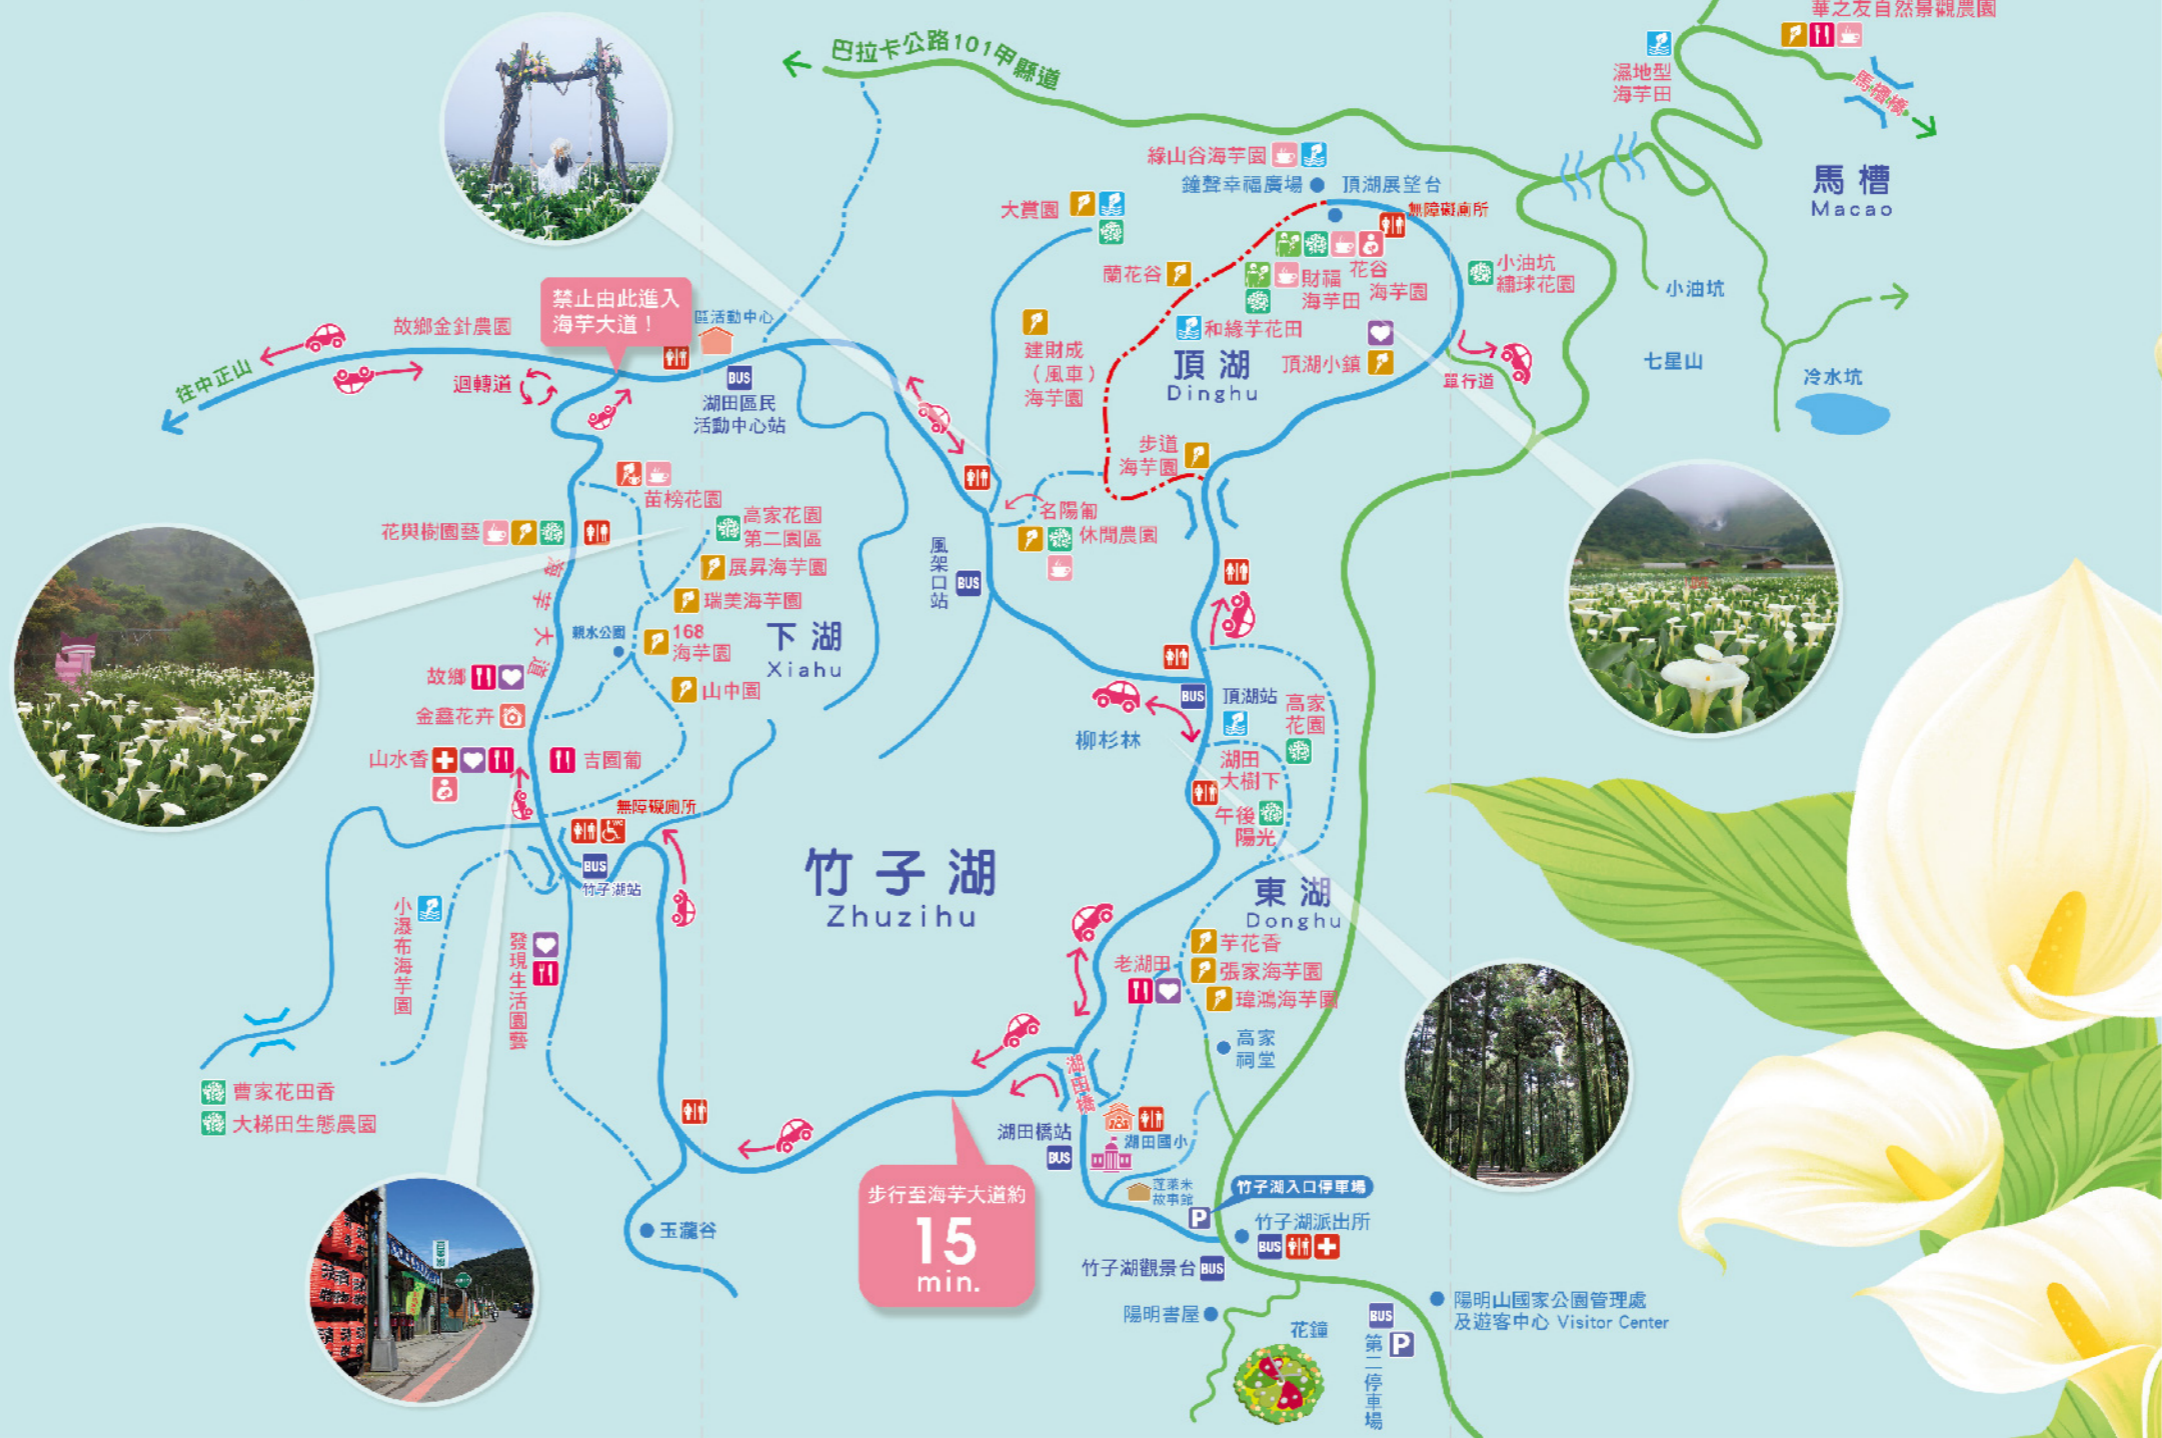 華之友自然景觀農園
巴拉卡公路101甲縣道
濕地型
海芋田
馬槽橋
馬槽
Macao
綠山谷海芋園
鐘聲幸福廣場
頂湖展望台
大賞園
無障礙廁所
蘭花谷
財福
海芋田
花谷
海芋園
小油坑
繡球花園
小油坑
禁止由此進入
海芋大道！
區活動中心
故鄉金針農園
和緣芋花田
建財成
（風車）
海芋園
頂湖
Dinghu
頂湖小鎮
單行道
七星山
冷水坑
往中正山
迴轉道
BUS
湖田區民
活動中心站
步道
海芋園
苗榜花園
名陽匍
休閒農園
花與樹園藝
高家花園
第二園區
海芋大道
展昇海芋園
風架口站
BUS
瑞美海芋園
親水公園
168
海芋園
下湖
Xiahu
故鄉
山中園
金鑫花卉
BUS
頂湖站
高家
花園
柳杉林
山水香
吉園葡
湖田
大樹下
無障礙廁所
午後
陽光
BUS
竹子湖站
竹子湖
Zhuzihu
東湖
Donghu
小瀑布海芋園
發現生活園藝
芋花香
老湖田
張家海芋園
瑋鴻海芋園
高家
祠堂
湖田橋
曹家花田香
大梯田生態農園
湖田橋站
BUS
湖田國小
步行至海芋大道約
15
min.
蓬萊米
故事館
竹子湖入口停車場
P
玉瀧谷
竹子湖派出所
BUS
竹子湖觀景台
BUS
陽明書屋
花鐘
BUS
P
第二停車場
陽明山國家公園管理處
及遊客中心 Visitor Center